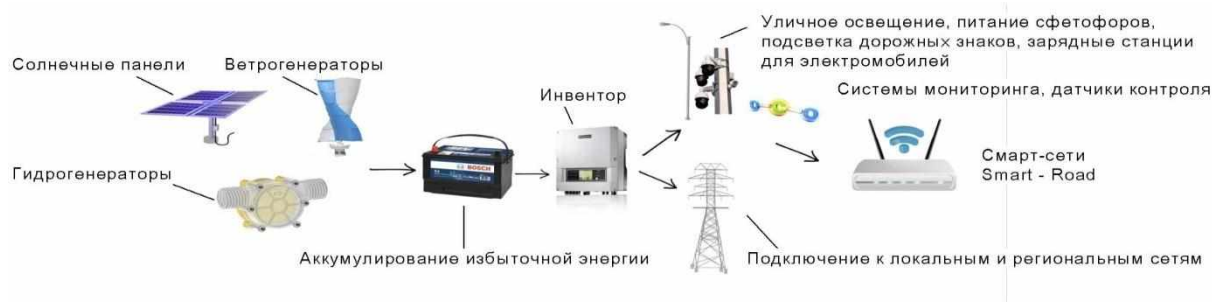 Уличное освещение, питание сфетофоров,
подсветка дорожных знаков, зарядные станции
для электромобилей
Солнечные панели
Ветрогенераторы
Системы мониторинга, датчики контроля
Инвентор
Гидрогенераторы
BOSCH
Смарт-сети
Smart - Road
Аккумулирование избыточной энергии
Подключение к локальным и региональным сетям